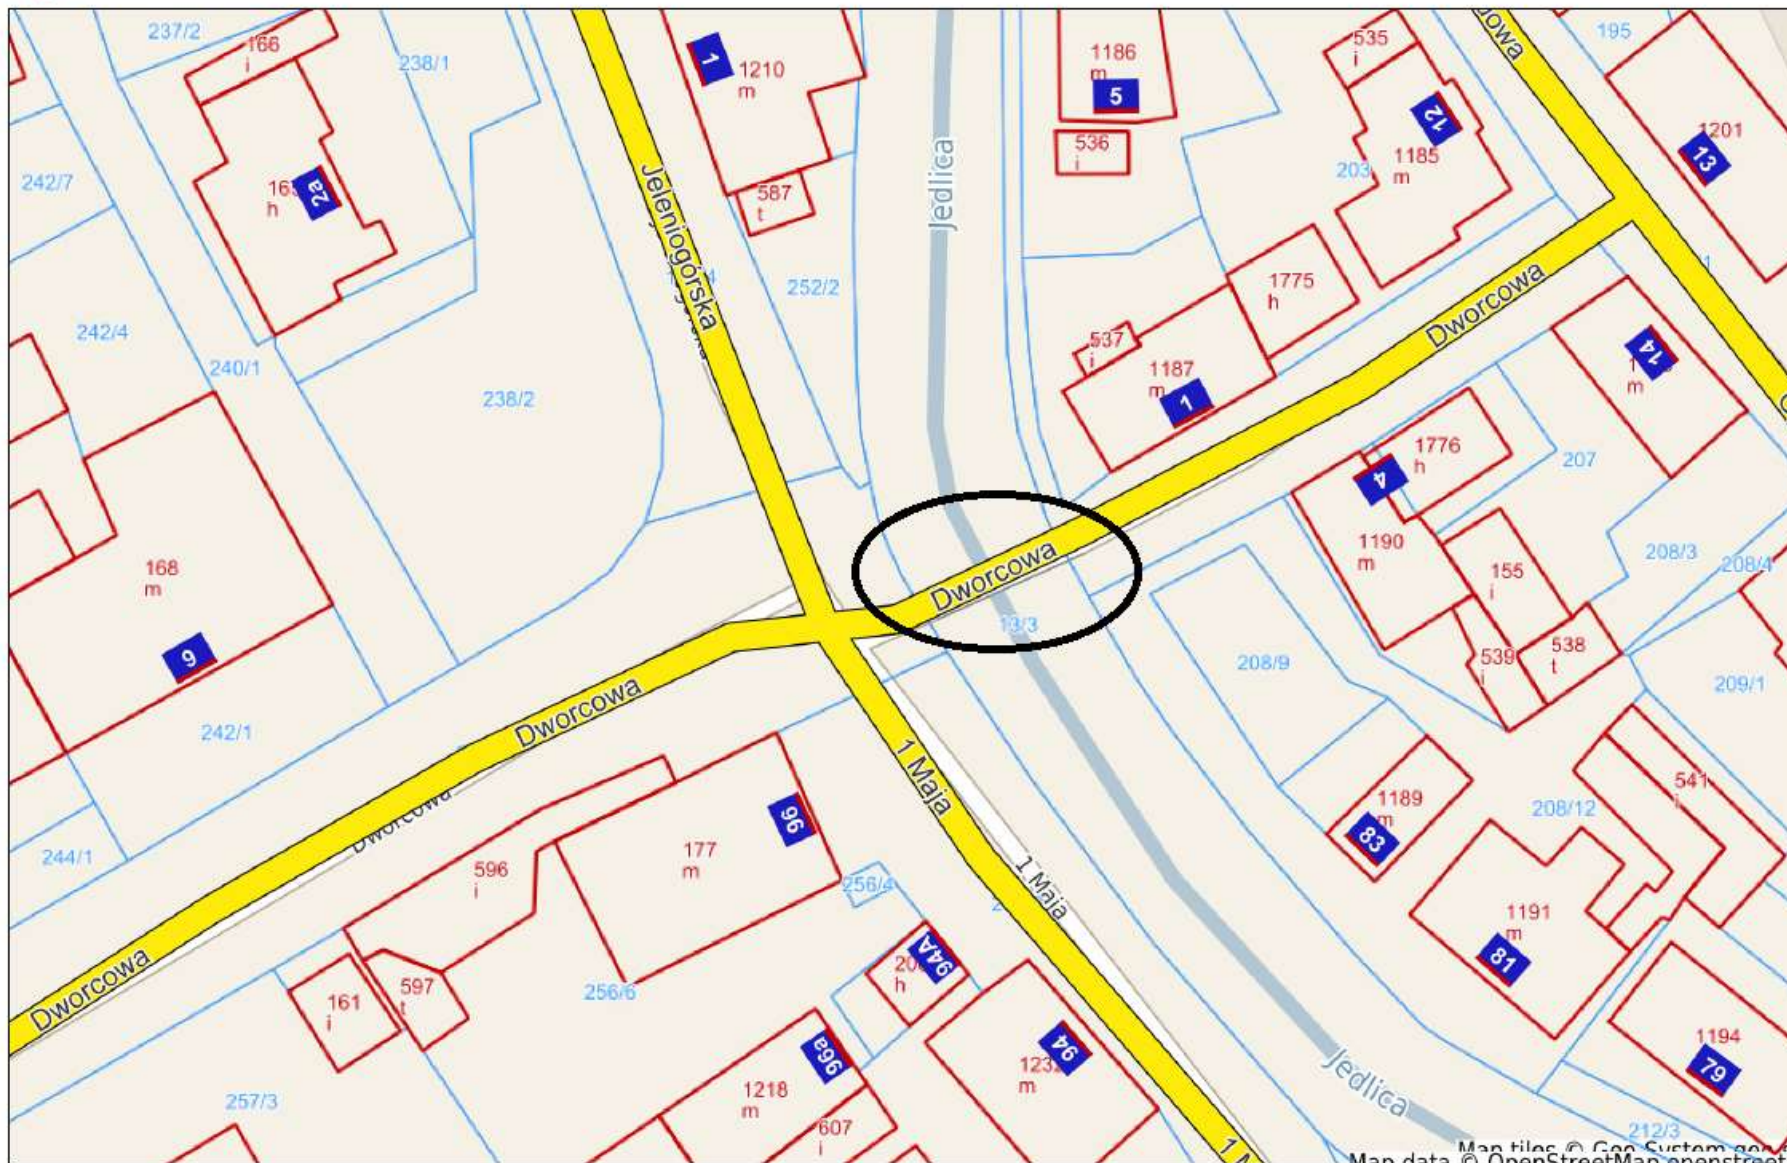 237/2
166
i
238/1
1
1210
m
Jedlica
1186
m
5
535
i
195
12
1201
13
242/7
2a
h
587
t
536
i
203
1185
m
Jeleniogórska
252/2
1775
h
242/4
240/1
238/2
537
i
1187
m
1
Dworcowa
14
m
1776
h
4
207
1190
m
155
i
208/3
208/4
168
m
9
Dworcowa
13/3
208/9
539
i
538
t
209/1
242/1
Dworcowa
1 Maja
96
177
m
596
i
Dworcowa
244/1
256/4
1 Maja
1189
m
83
208/12
541
i
1191
m
81
94A
h
Dworcowa
161
i
597
t
256/6
96a
1218
m
94
1232
m
1194
79
Jedlica
257/3
607
i
212/3